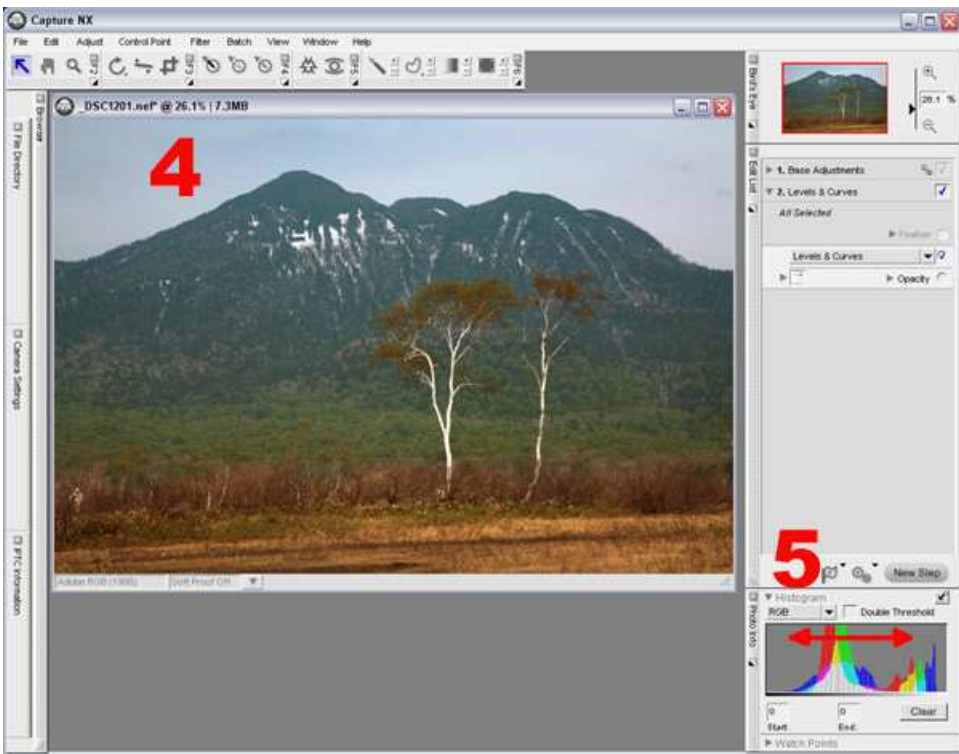 Capture NX
File Edit Adjust Control Point Filter Batch View Window Help
_DSC1201.nef* @ 26.1% | 7.3MB
4
Browser
File Directory
Camera Settings
IPTC Information
Adobe RGB (1998) Soft Proof Off
Bird's Eye
26.1 %
Edit List
1. Base Adjustments
2. Levels & Curves
All Selected
Feather
Levels & Curves
Opacity
5
New Step
Photo Info
Histogram
RGB Double Threshold
0 0 Clear
Start: End:
Watch Points